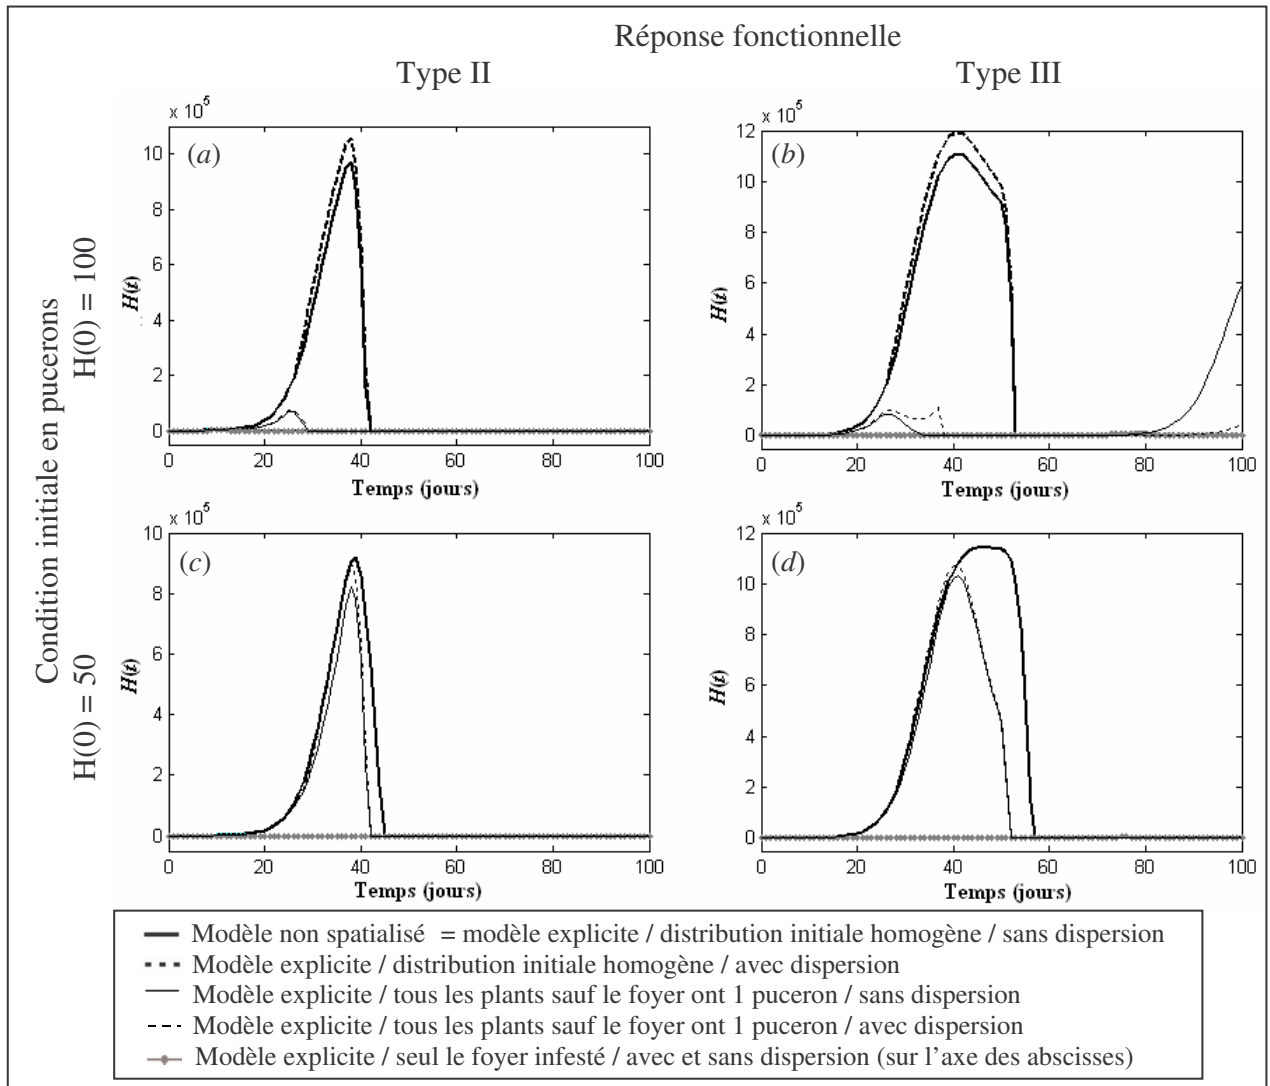 Réponse fonctionnelle
Type II
Type III
Condition initiale en pucerons
H(0) = 100
H(0) = 50
x 10^5
(a)
10
8
6
4
2
0
H(t)
0 20 40 60 80 100
Temps (jours)
x 10^5
(b)
12
10
8
6
4
2
0
H(t)
0 20 40 60 80 100
Temps (jours)
x 10^5
(c)
10
8
6
4
2
0
H(t)
0 20 40 60 80 100
Temps (jours)
x 10^5
(d)
12
10
8
6
4
2
0
H(t)
0 20 40 60 80 100
Temps (jours)
Modèle non spatialisé = modèle explicite / distribution initiale homogène / sans dispersion
Modèle explicite / distribution initiale homogène / avec dispersion
Modèle explicite / tous les plants sauf le foyer ont 1 puceron / sans dispersion
Modèle explicite / tous les plants sauf le foyer ont 1 puceron / avec dispersion
Modèle explicite / seul le foyer infesté / avec et sans dispersion (sur l'axe des abscisses)